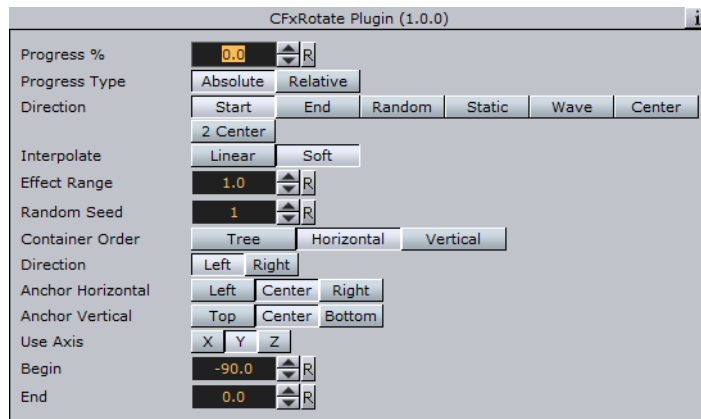 CFxRotate Plugin (1.0.0) i
Progress % 0.0 R
Progress Type Absolute Relative
Direction Start End Random Static Wave Center
2 Center
Interpolate Linear Soft
Effect Range 1.0 R
Random Seed 1 R
Container Order Tree Horizontal Vertical
Direction Left Right
Anchor Horizontal Left Center Right
Anchor Vertical Top Center Bottom
Use Axis X Y Z
Begin -90.0 R
End 0.0 R